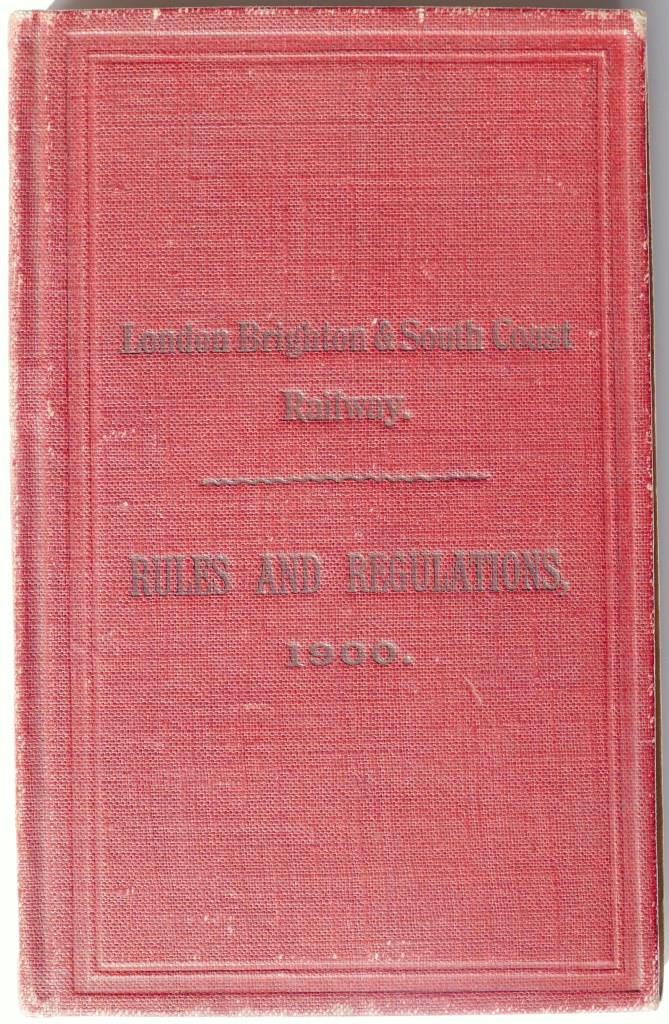 London Brighton & South Coast
Railway.
RULES AND REGULATIONS.
1900.